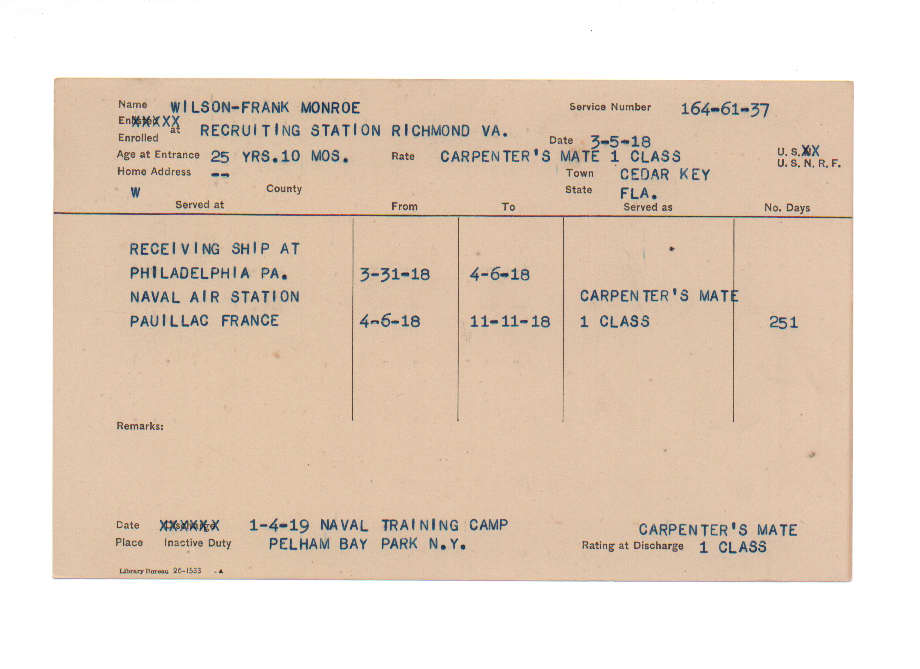 Name WILSON-FRANK MONROE Service Number 164-61-37
Enrolled at RECRUITING STATION RICHMOND VA. Date 3-5-18
Age at Entrance 25 YRS.10 MOS. Rate CARPENTER'S MATE 1 CLASS U. S. XX
U. S. N. R. F.
Home Address -- Town CEDAR KEY
W County State FLA.
Served at From To Served as No. Days
RECEIVING SHIP AT
PHILADELPHIA PA. 3-31-18 4-6-18
NAVAL AIR STATION CARPENTER'S MATE
PAUILLAC FRANCE 4-6-18 11-11-18 1 CLASS 251
Remarks:
Date XXXXXX 1-4-19 NAVAL TRAINING CAMP CARPENTER'S MATE
Place Inactive Duty PELHAM BAY PARK N.Y. Rating at Discharge 1 CLASS
Library Bureau 26-1533